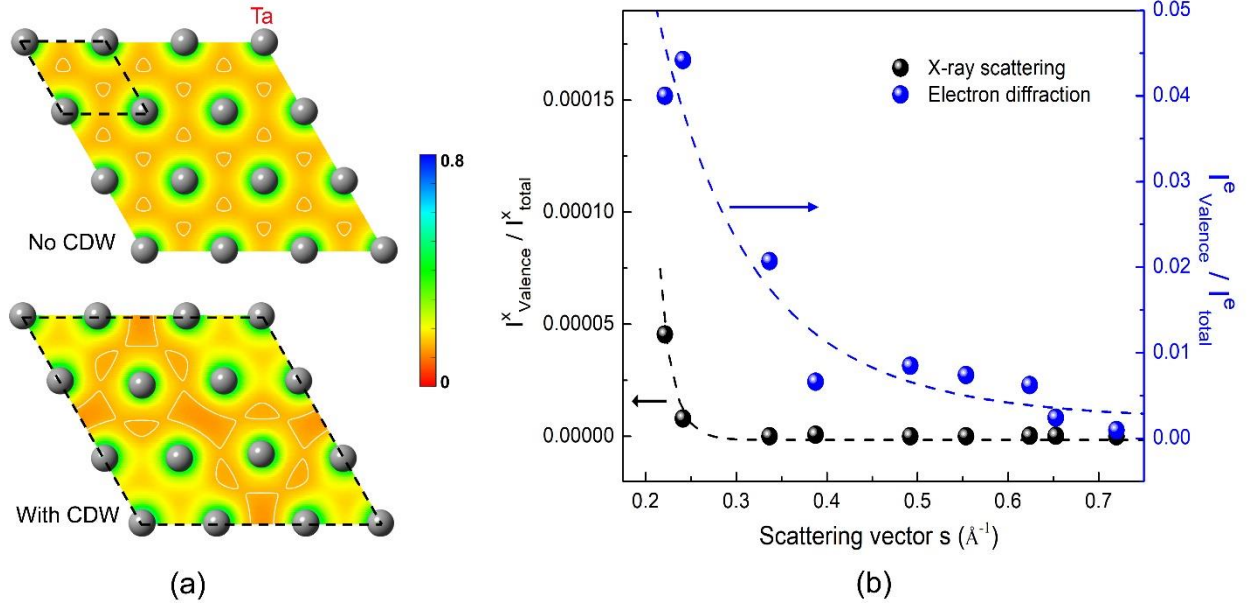 Ta
No CDW
0.8
0
With CDW
(a)
X-ray scattering
Electron diffraction
I^x_Valence / I^x_total
0.00015
0.00010
0.00005
0.00000
0.05
0.04
0.03
0.02
0.01
0.00
I^e_Valence / I^e_total
0.2 0.3 0.4 0.5 0.6 0.7
Scattering vector s (Å⁻¹)
(b)